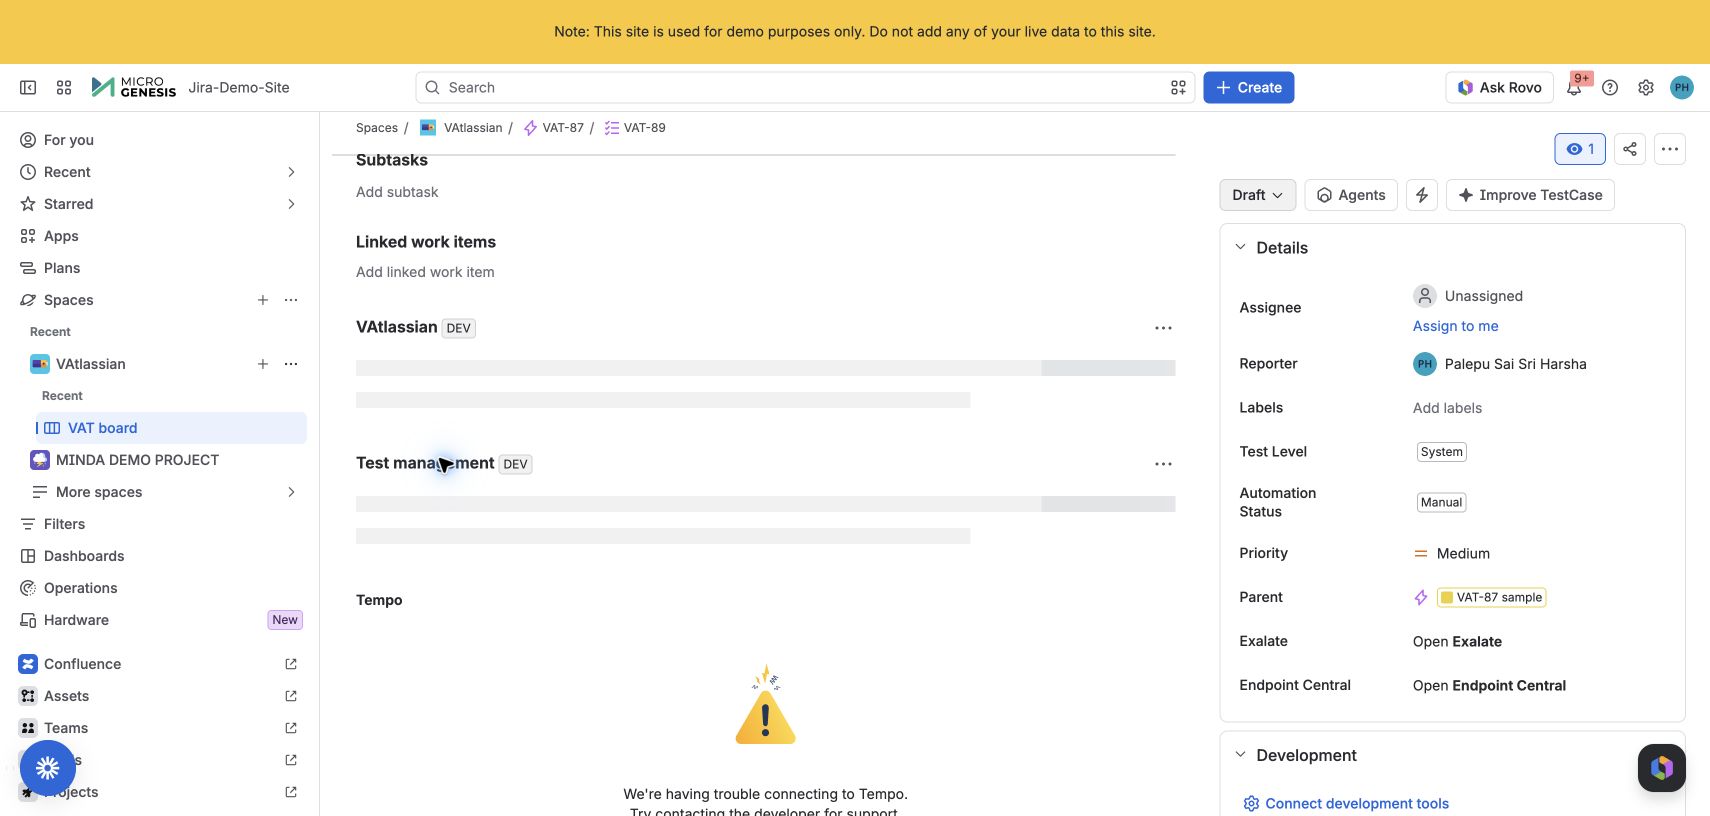 Note: This site is used for demo purposes only. Do not add any of your live data to this site.
MICRO GENESIS
Jira-Demo-Site
Search
Create
Ask Rovo
9+
PH
For you
Recent
Starred
Apps
Plans
Spaces
Recent
VAtlassian
Recent
VAT board
MINDA DEMO PROJECT
More spaces
Filters
Dashboards
Operations
Hardware New
Confluence
Assets
Teams
Spaces / VAtlassian / VAT-87 / VAT-89
Subtasks
Add subtask
Linked work items
Add linked work item
VAtlassian DEV
Test management DEV
Tempo
We're having trouble connecting to Tempo.
Try contacting the developer for support.
1
Draft
Agents
Improve TestCase
Details
Assignee
Unassigned
Assign to me
Reporter
PH Palepu Sai Sri Harsha
Labels
Add labels
Test Level
System
Automation
Status
Manual
Priority
Medium
Parent
VAT-87 sample
Exalate
Open Exalate
Endpoint Central
Open Endpoint Central
Development
Connect development tools